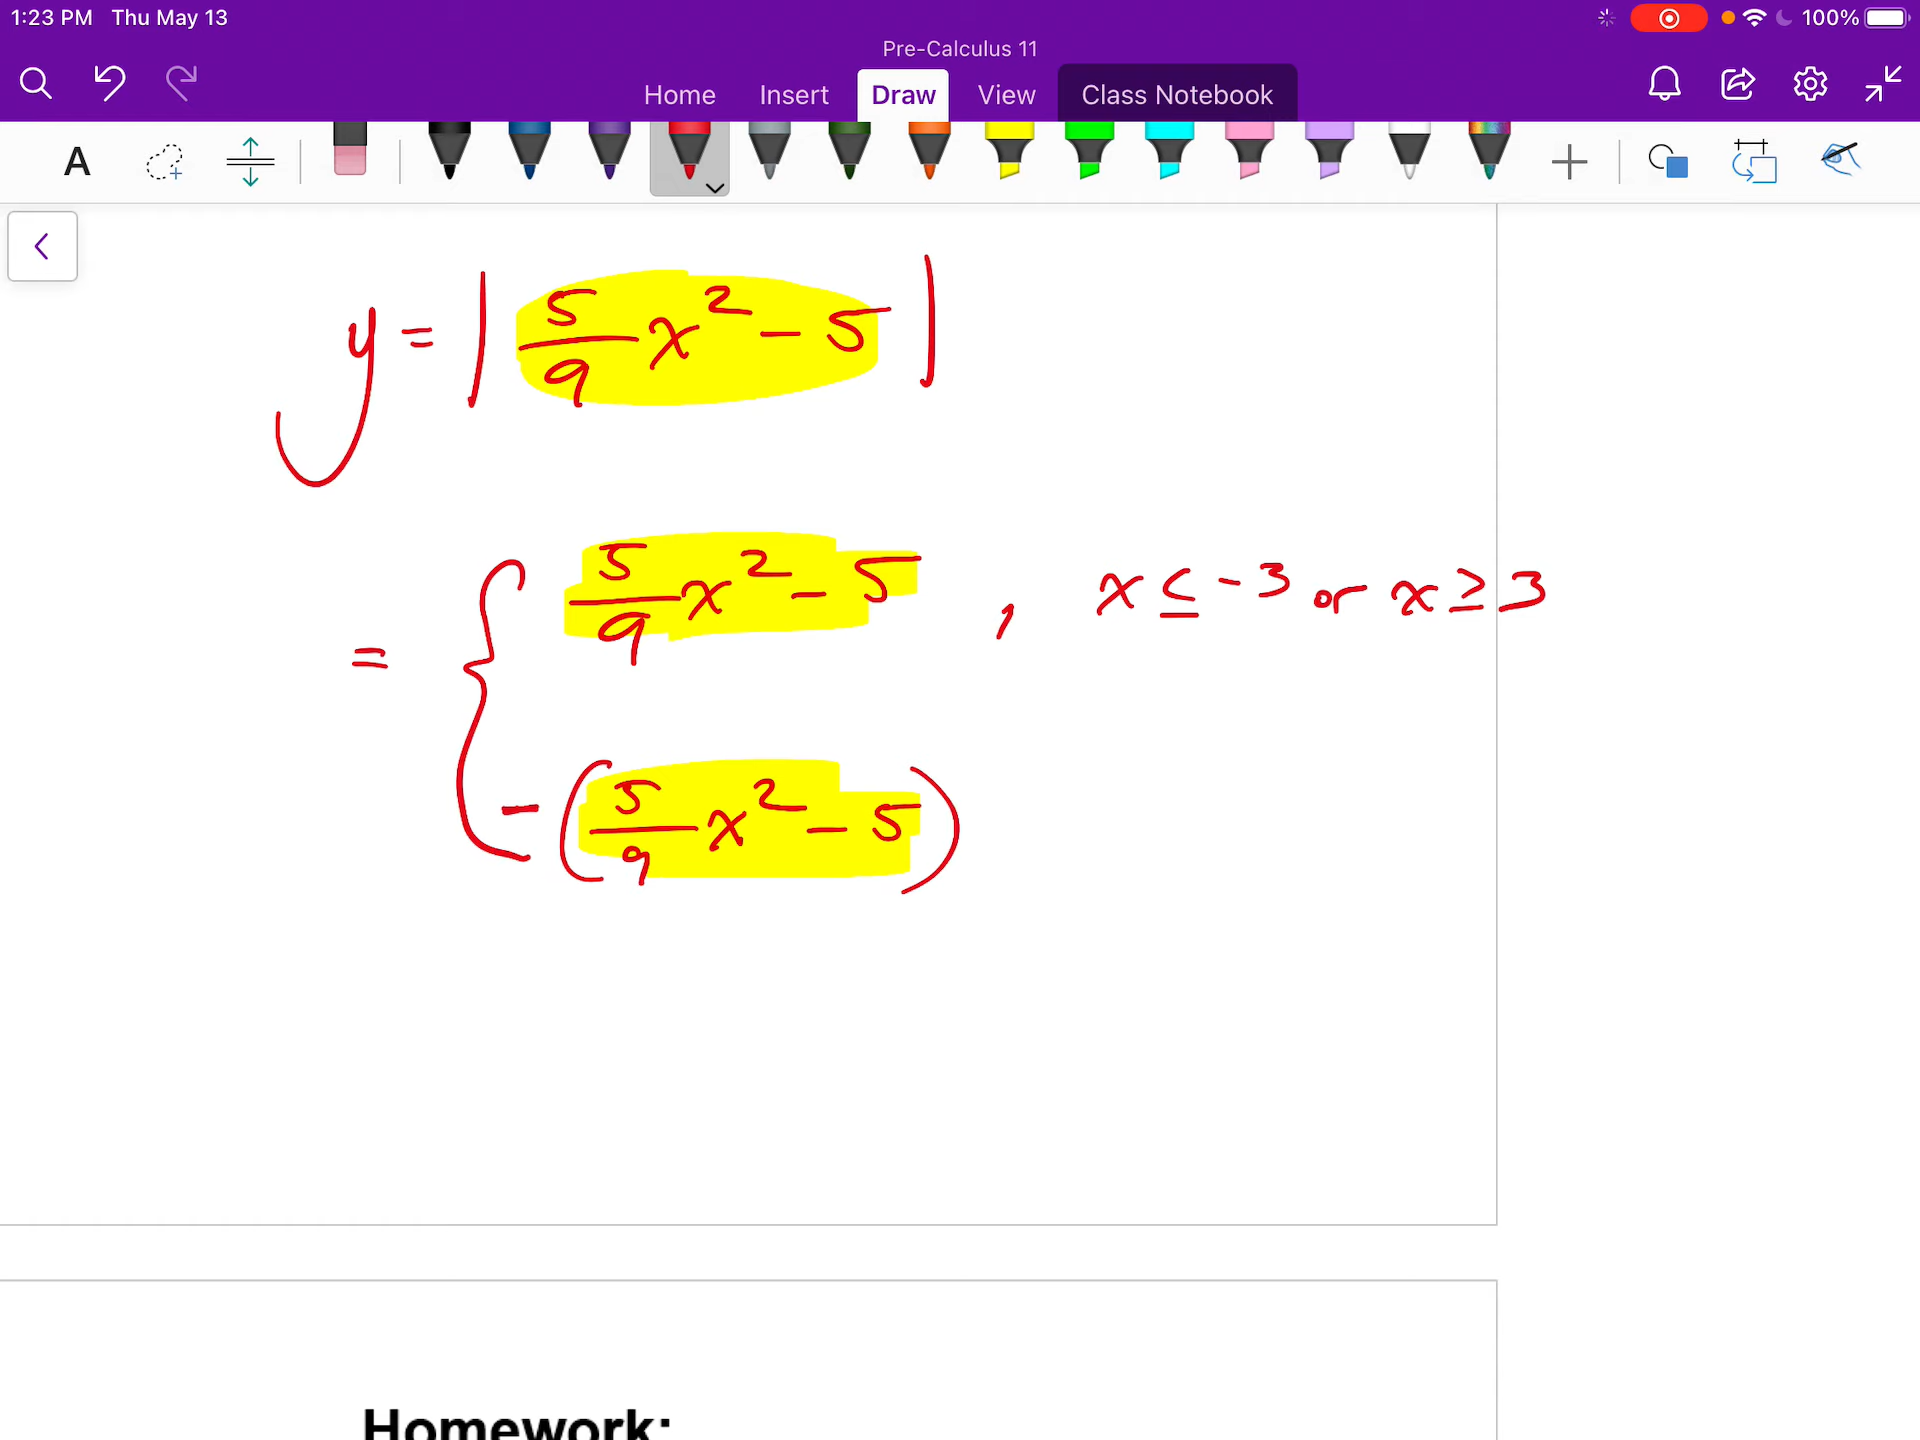 1:23 PM Thu May 13 100%
Pre-Calculus 11
Home Insert Draw View Class Notebook
A
y = | 5/9 x² − 5 |
= { 5/9 x² − 5 , x ≤ −3 or x ≥ 3
−( 5/9 x² − 5 )
Homework: